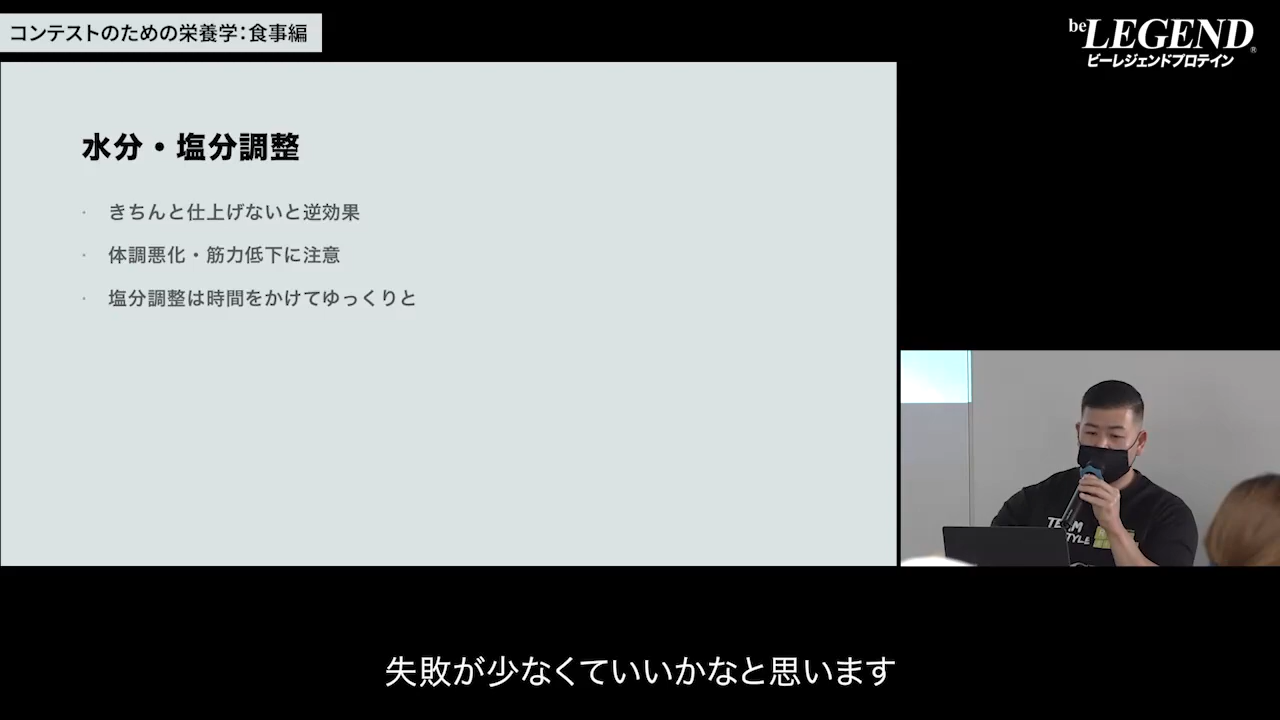 コンテストのための栄養学：食事編
be LEGEND®
ビーレジェンドプロテイン
水分・塩分調整
· きちんと仕上げないと逆効果
· 体調悪化・筋力低下に注意
· 塩分調整は時間をかけてゆっくりと
TEAM
TYLE
失敗が少なくていいかなと思います